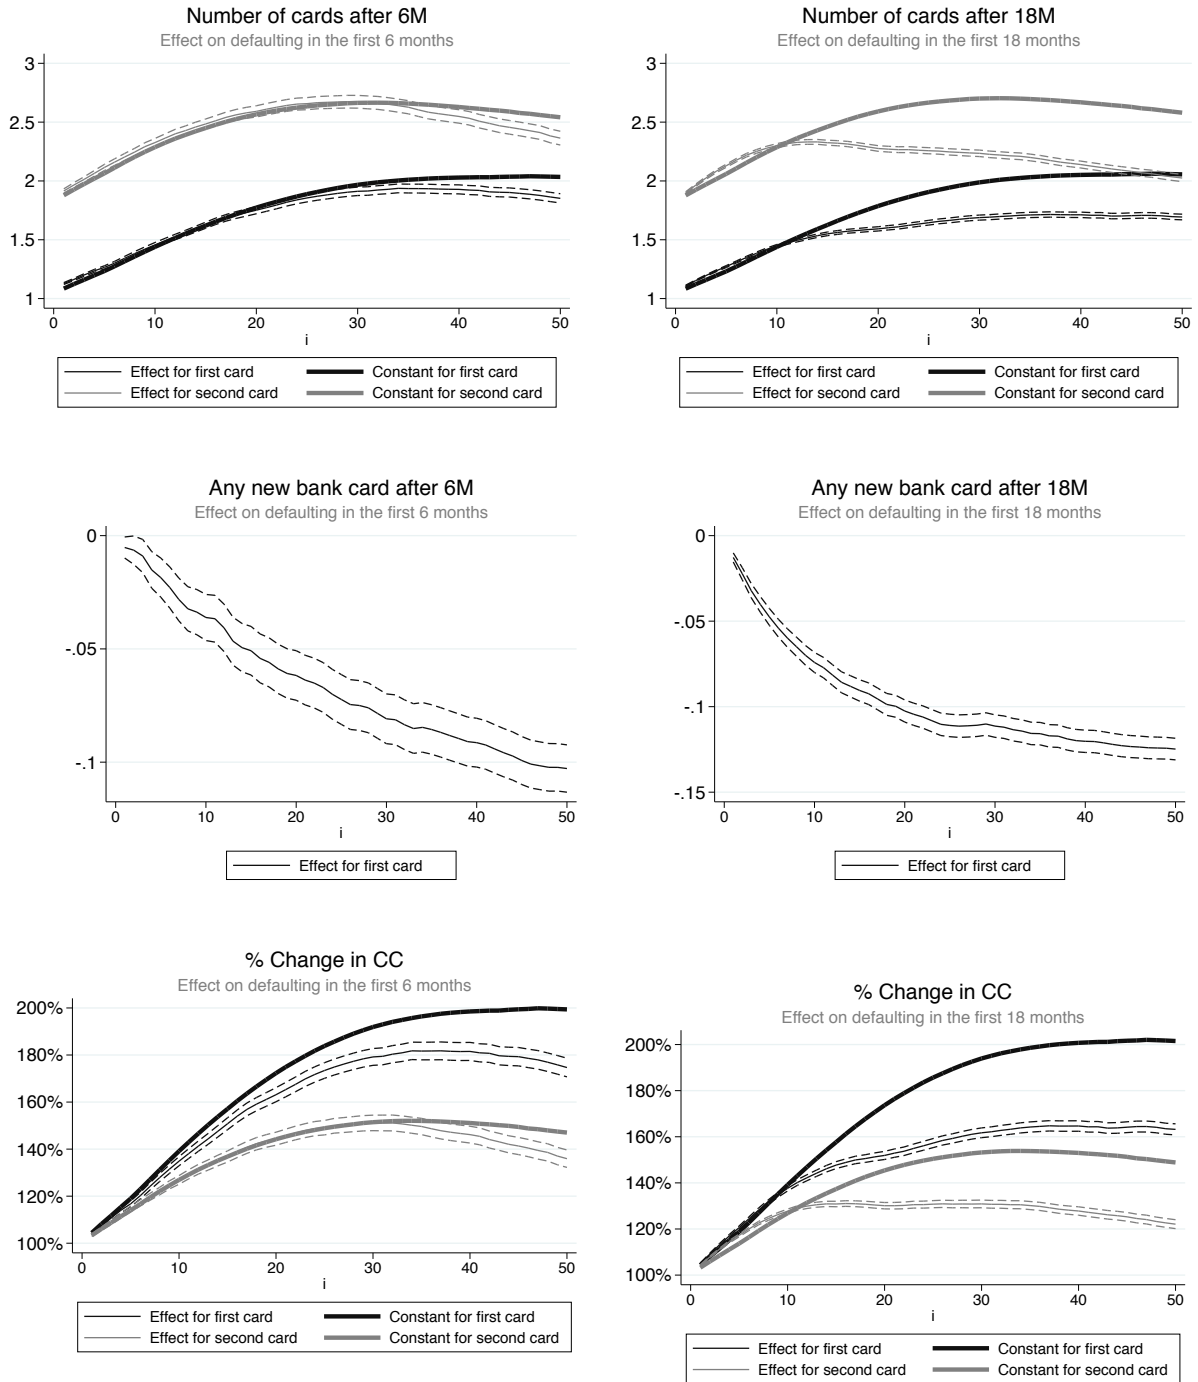 Number of cards after 6M
Effect on defaulting in the first 6 months
3
2.5
2
1.5
1
0 10 20 30 40 50
i
Effect for first card Constant for first card
Effect for second card Constant for second card
Number of cards after 18M
Effect on defaulting in the first 18 months
3
2.5
2
1.5
1
0 10 20 30 40 50
i
Effect for first card Constant for first card
Effect for second card Constant for second card
Any new bank card after 6M
Effect on defaulting in the first 6 months
0
-.05
-.1
0 10 20 30 40 50
i
Effect for first card
Any new bank card after 18M
Effect on defaulting in the first 18 months
0
-.05
-.1
-.15
0 10 20 30 40 50
i
Effect for first card
% Change in CC
Effect on defaulting in the first 6 months
200%
180%
160%
140%
120%
100%
0 10 20 30 40 50
i
Effect for first card Constant for first card
Effect for second card Constant for second card
% Change in CC
Effect on defaulting in the first 18 months
200%
180%
160%
140%
120%
100%
0 10 20 30 40 50
i
Effect for first card Constant for first card
Effect for second card Constant for second card